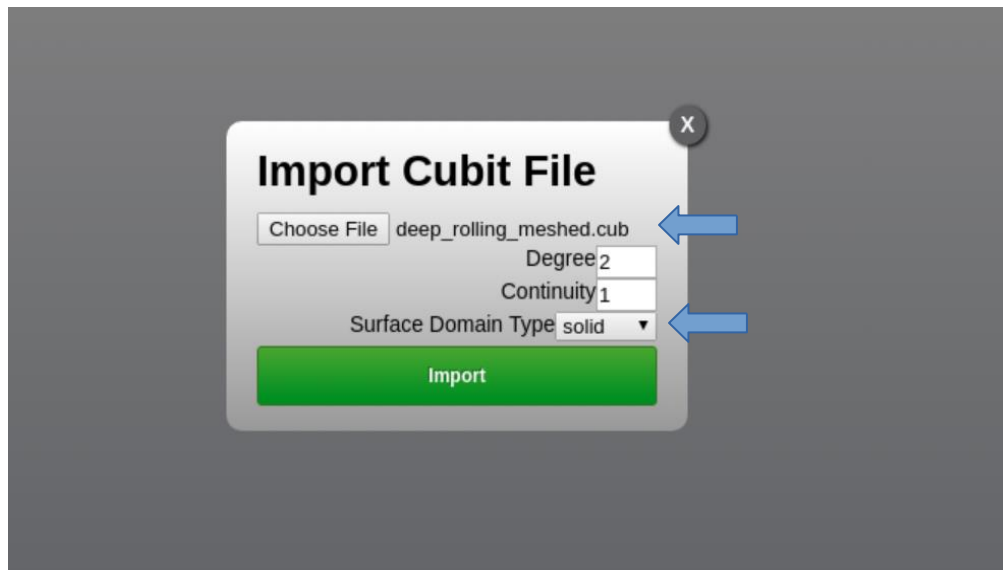 X
Import Cubit File
Choose File deep_rolling_meshed.cub
Degree 2
Continuity 1
Surface Domain Type solid
Import